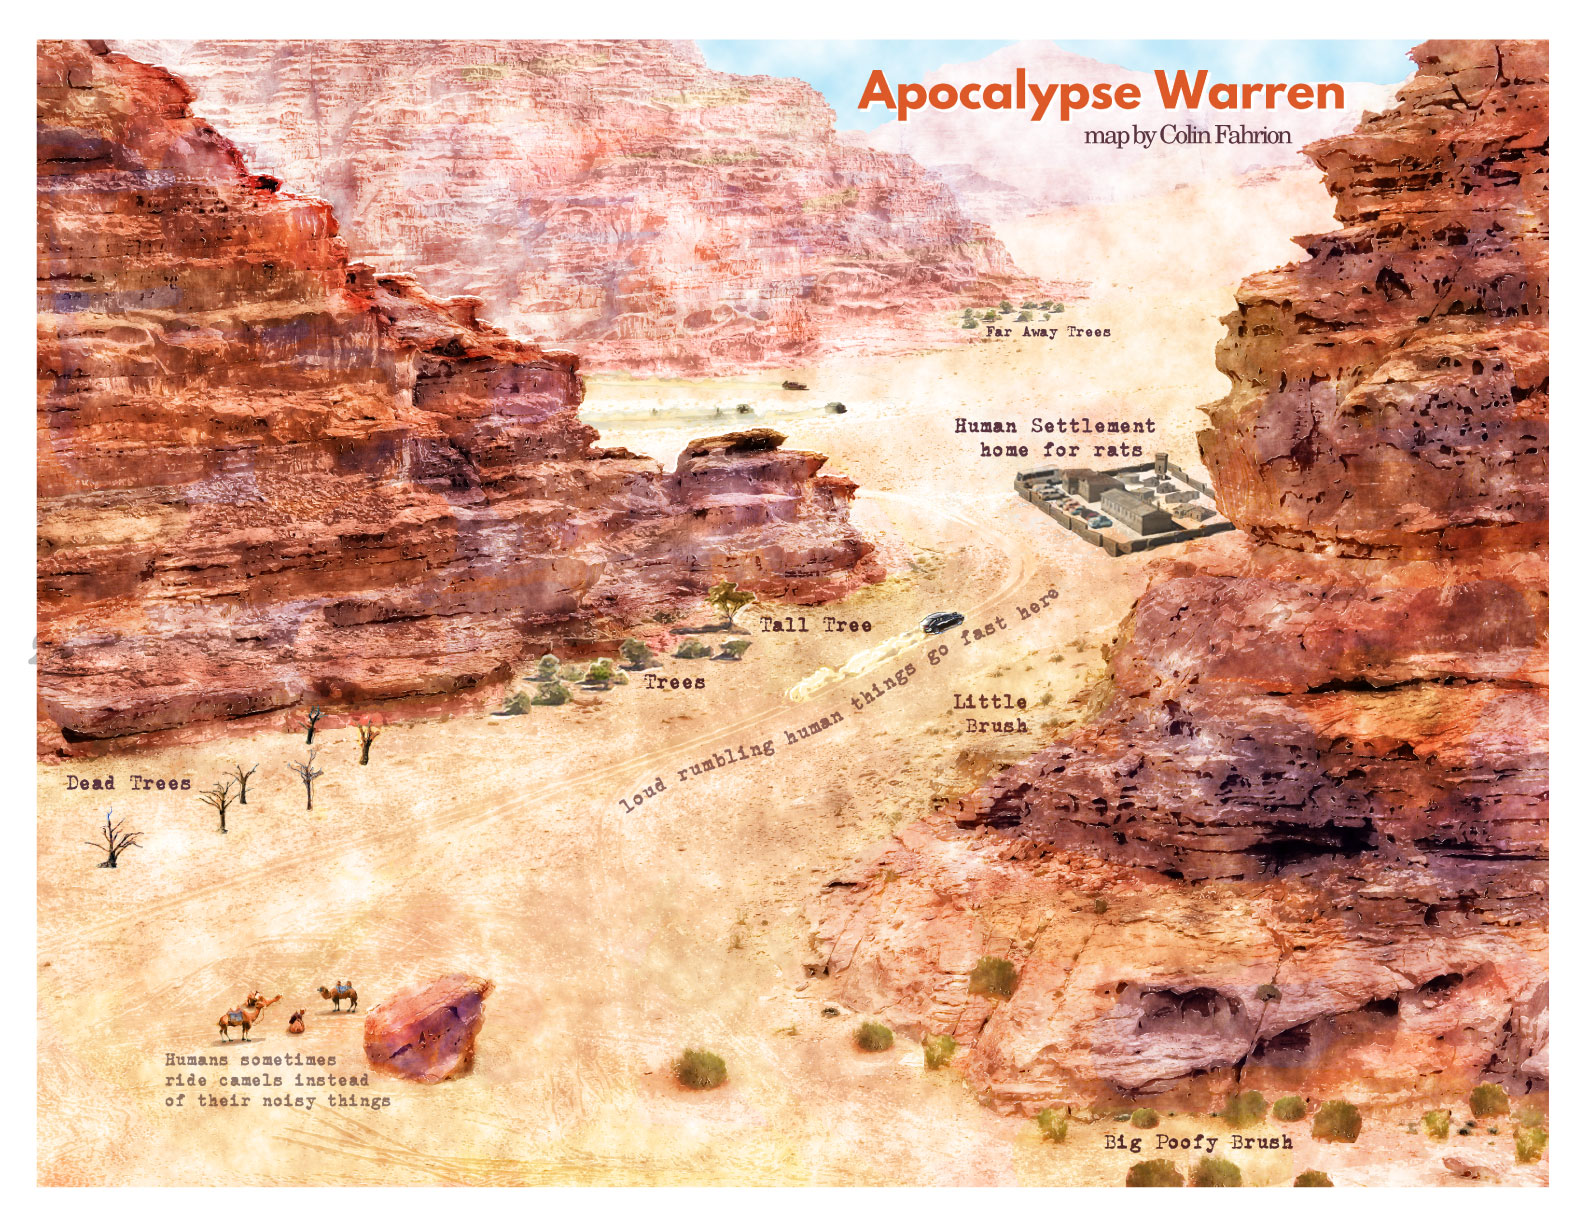 Apocalypse Warren
map by Colin Fahrion
Far Away Trees
Human Settlement
home for rats
Tall Tree
Trees
loud rumbling human things go fast here
Little
Brush
Dead Trees
Humans sometimes
ride camels instead
of their noisy things
Big Poofy Brush